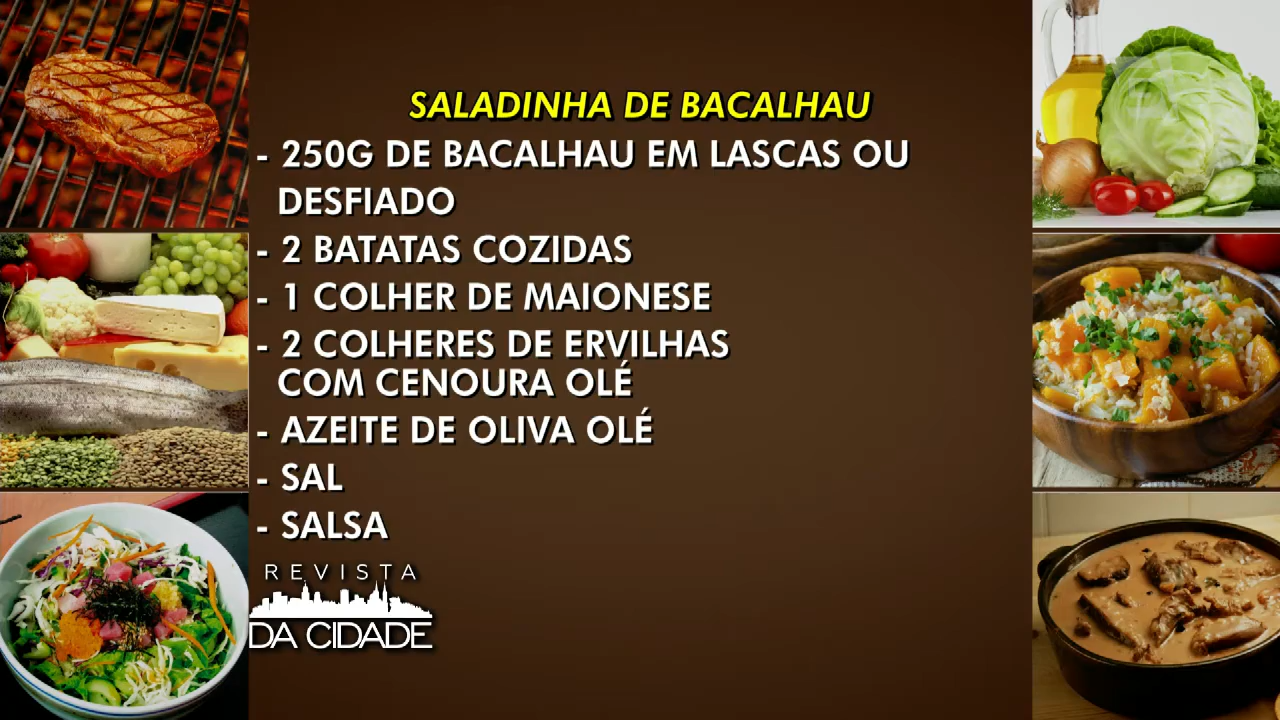 SALADINHA DE BACALHAU
- 250G DE BACALHAU EM LASCAS OU
DESFIADO
- 2 BATATAS COZIDAS
- 1 COLHER DE MAIONESE
- 2 COLHERES DE ERVILHAS
COM CENOURA OLÉ
- AZEITE DE OLIVA OLÉ
- SAL
- SALSA
REVISTA
DA CIDADE